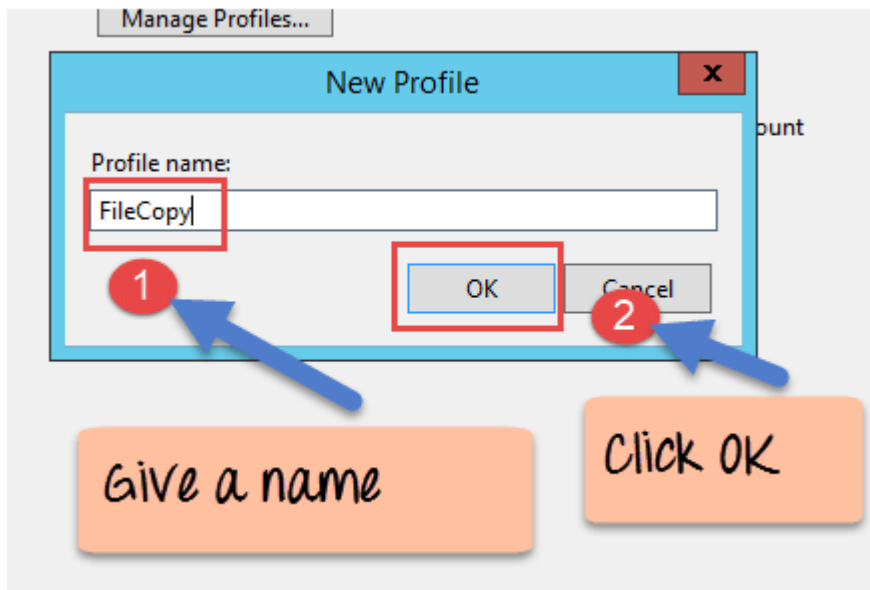 Manage Profiles...
New Profile
x
ount
Profile name:
FileCopy
1
OK
Cancel
2
Give a name
Click OK